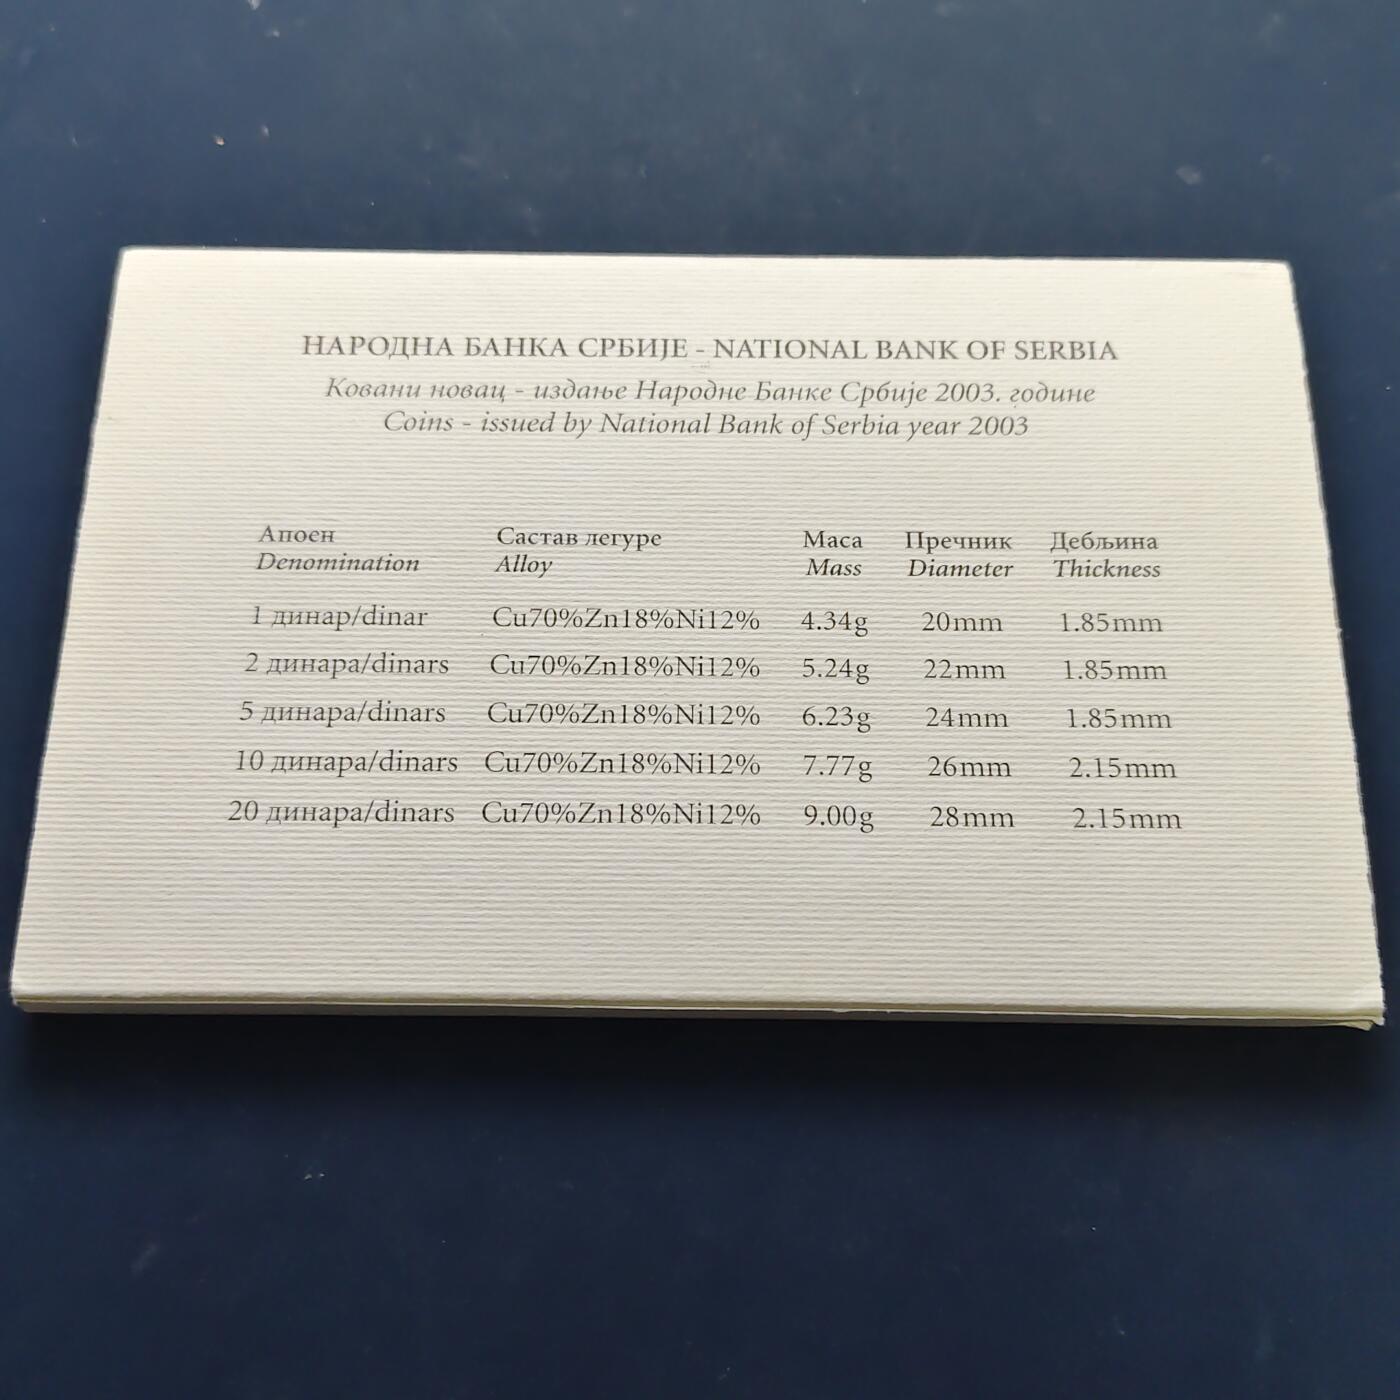 НАРОДНА БАНКА СРБИЈЕ - NATIONAL BANK OF SERBIA
Ковани новац - издање Народне Банке Србије 2003. године
Coins - issued by National Bank of Serbia year 2003
Апоен Састав легуре Маса Пречник Дебљина
Denomination Alloy Mass Diameter Thickness
1 динар/dinar Cu70%Zn18%Ni12% 4.34g 20mm 1.85mm
2 динара/dinars Cu70%Zn18%Ni12% 5.24g 22mm 1.85mm
5 динара/dinars Cu70%Zn18%Ni12% 6.23g 24mm 1.85mm
10 динара/dinars Cu70%Zn18%Ni12% 7.77g 26mm 2.15mm
20 динара/dinars Cu70%Zn18%Ni12% 9.00g 28mm 2.15mm